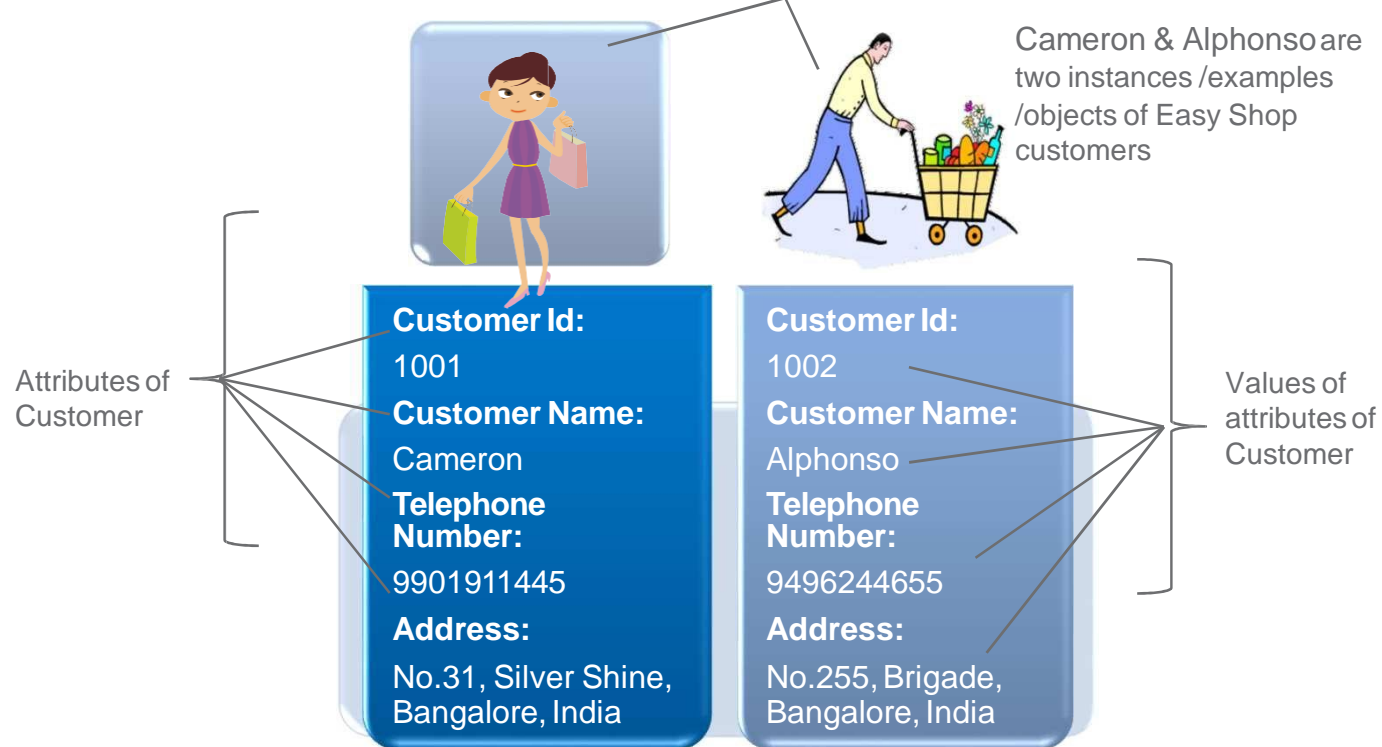 Cameron & Alphonso are
two instances /examples
/objects of Easy Shop
customers
Attributes of
Customer
Customer Id:
1001
Customer Name:
Cameron
Telephone
Number:
9901911445
Address:
No.31, Silver Shine,
Bangalore, India
Customer Id:
1002
Customer Name:
Alphonso
Telephone
Number:
9496244655
Address:
No.255, Brigade,
Bangalore, India
Values of
attributes of
Customer